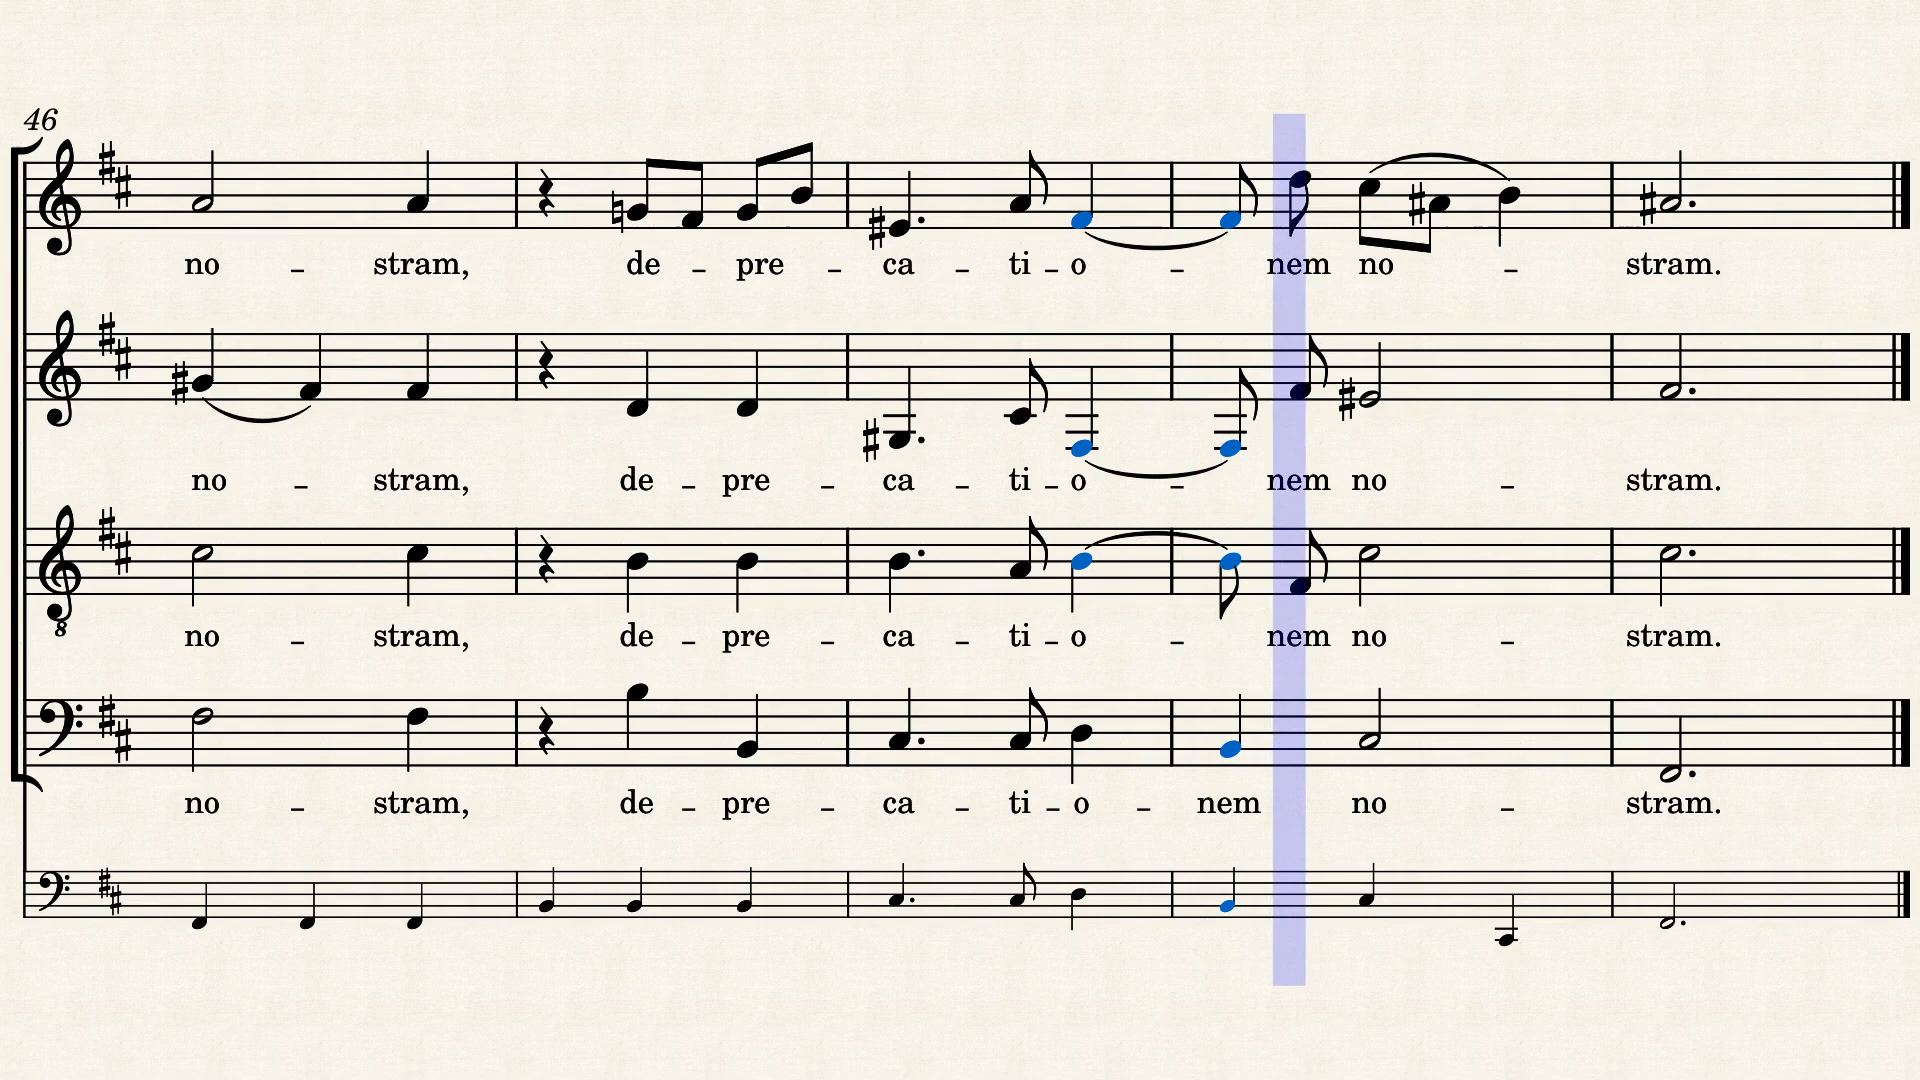 46
no - stram, de - pre - ca - ti - o - nem no - stram.
no - stram, de - pre - ca - ti - o - nem no - stram.
8
no - stram, de - pre - ca - ti - o - nem no - stram.
no - stram, de - pre - ca - ti - o - nem no - stram.